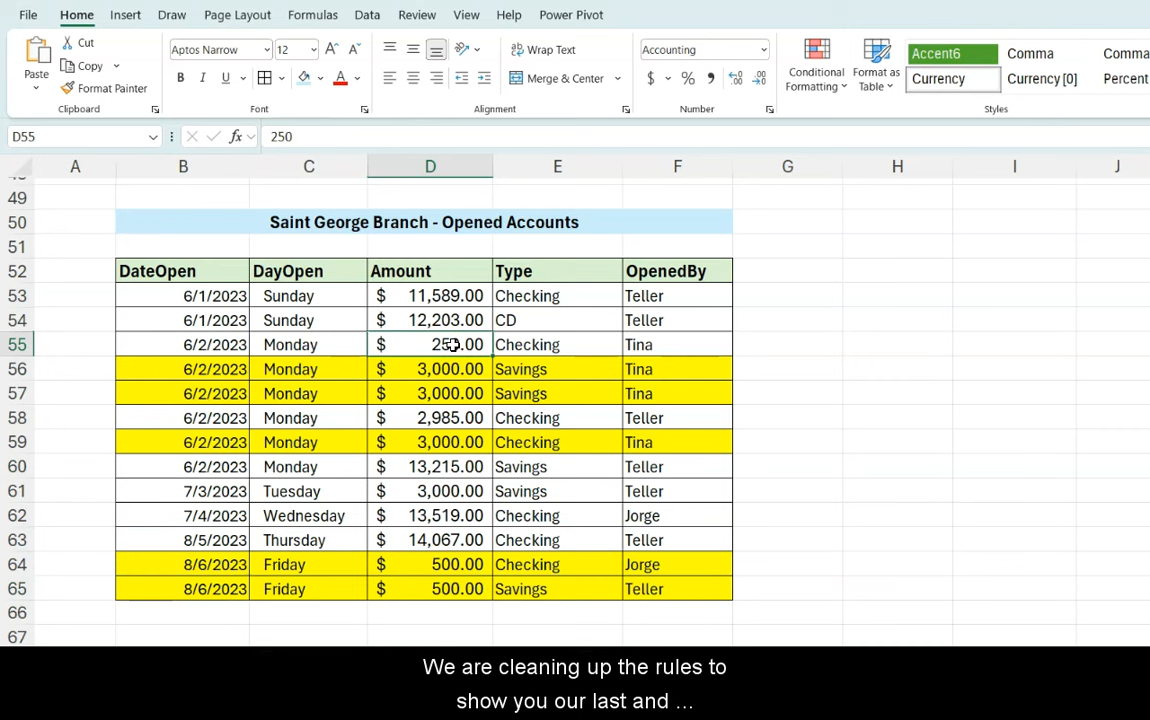 File Home Insert Draw Page Layout Formulas Data Review View Help Power Pivot
Paste Cut Copy Format Painter Clipboard
Aptos Narrow 12 A A B I U A Font
ab Wrap Text Merge & Center Alignment
Accounting $ % , Number
Conditional Formatting Format as Table
Accent6 Comma Comma
Currency Currency [0] Percent
Styles
D55 fx 250
A B C D E F G H I J
49
50 Saint George Branch - Opened Accounts
51
52 DateOpen DayOpen Amount Type OpenedBy
53 6/1/2023 Sunday $ 11,589.00 Checking Teller
54 6/1/2023 Sunday $ 12,203.00 CD Teller
55 6/2/2023 Monday $ 250.00 Checking Tina
56 6/2/2023 Monday $ 3,000.00 Savings Tina
57 6/2/2023 Monday $ 3,000.00 Savings Tina
58 6/2/2023 Monday $ 2,985.00 Checking Teller
59 6/2/2023 Monday $ 3,000.00 Checking Tina
60 6/2/2023 Monday $ 13,215.00 Savings Teller
61 7/3/2023 Tuesday $ 3,000.00 Savings Teller
62 7/4/2023 Wednesday $ 13,519.00 Checking Jorge
63 8/5/2023 Thursday $ 14,067.00 Checking Teller
64 8/6/2023 Friday $ 500.00 Checking Jorge
65 8/6/2023 Friday $ 500.00 Savings Teller
66
67
We are cleaning up the rules to
show you our last and ...